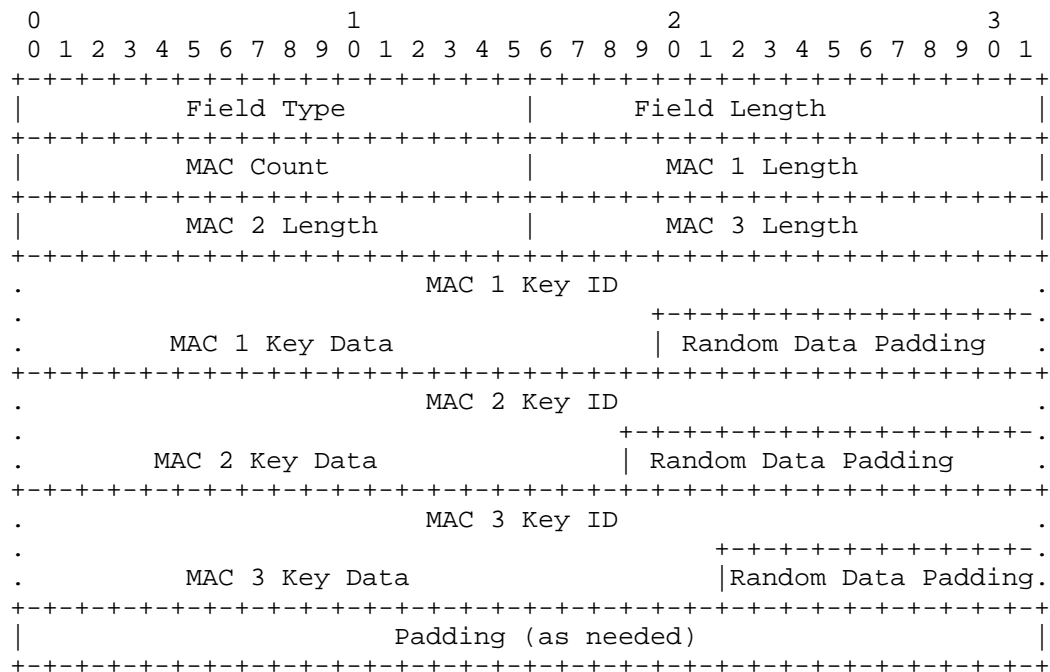 0                   1                   2                   3
 0 1 2 3 4 5 6 7 8 9 0 1 2 3 4 5 6 7 8 9 0 1 2 3 4 5 6 7 8 9 0 1
+-+-+-+-+-+-+-+-+-+-+-+-+-+-+-+-+-+-+-+-+-+-+-+-+-+-+-+-+-+-+-+-+
|          Field Type           |      Field Length             |
+-+-+-+-+-+-+-+-+-+-+-+-+-+-+-+-+-+-+-+-+-+-+-+-+-+-+-+-+-+-+-+-+
|          MAC Count            |        MAC 1 Length           |
+-+-+-+-+-+-+-+-+-+-+-+-+-+-+-+-+-+-+-+-+-+-+-+-+-+-+-+-+-+-+-+-+
|          MAC 2 Length         |        MAC 3 Length           |
+-+-+-+-+-+-+-+-+-+-+-+-+-+-+-+-+-+-+-+-+-+-+-+-+-+-+-+-+-+-+-+-+
.                         MAC 1 Key ID                          .
.                                       +-+-+-+-+-+-+-+-+-+-+-+-.
.         MAC 1 Key Data                | Random Data Padding   .
+-+-+-+-+-+-+-+-+-+-+-+-+-+-+-+-+-+-+-+-+-+-+-+-+-+-+-+-+-+-+-+-+
.                         MAC 2 Key ID                          .
.                                     +-+-+-+-+-+-+-+-+-+-+-+-+-.
.        MAC 2 Key Data               | Random Data Padding     .
+-+-+-+-+-+-+-+-+-+-+-+-+-+-+-+-+-+-+-+-+-+-+-+-+-+-+-+-+-+-+-+-+
.                         MAC 3 Key ID                          .
.                                           +-+-+-+-+-+-+-+-+-+-.
.          MAC 3 Key Data                   |Random Data Padding.
+-+-+-+-+-+-+-+-+-+-+-+-+-+-+-+-+-+-+-+-+-+-+-+-+-+-+-+-+-+-+-+-+
|                       Padding (as needed)                     |
+-+-+-+-+-+-+-+-+-+-+-+-+-+-+-+-+-+-+-+-+-+-+-+-+-+-+-+-+-+-+-+-+